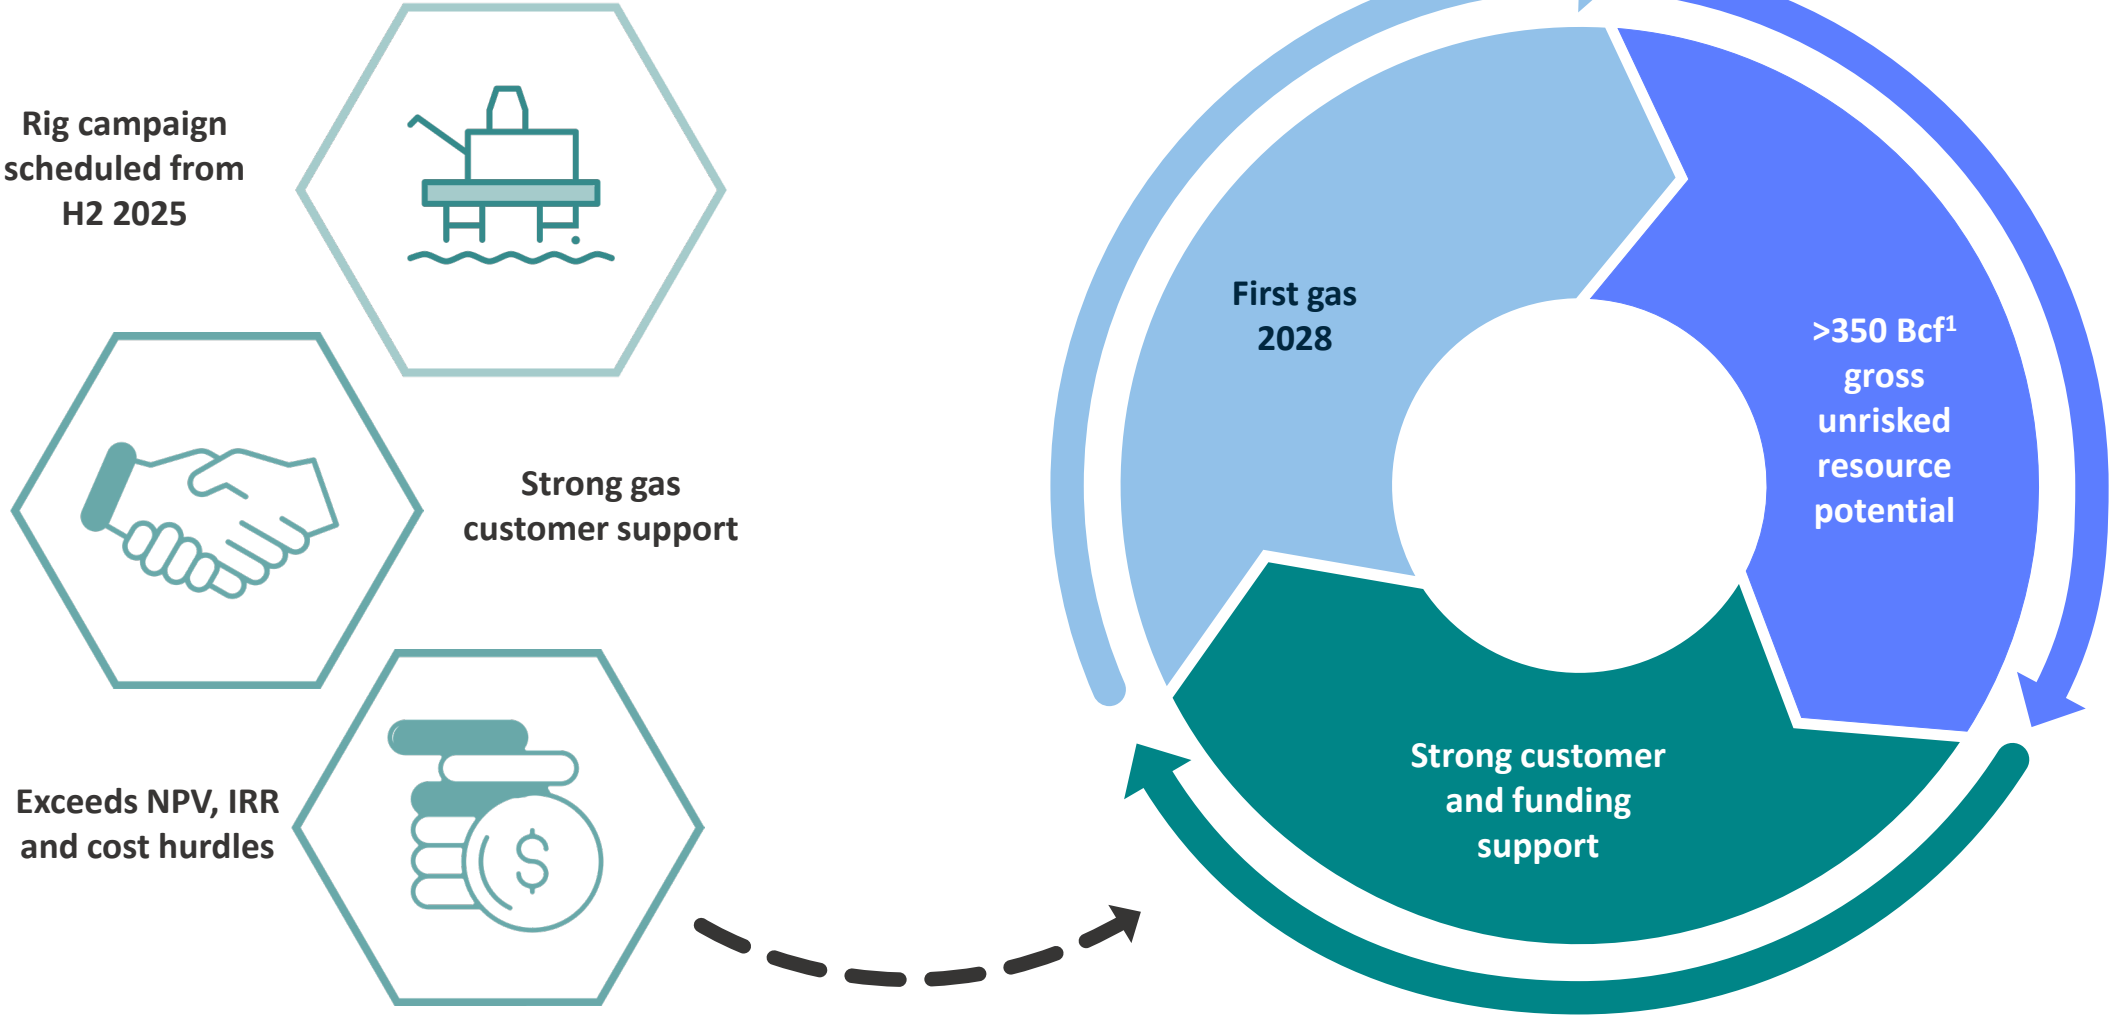 Rig campaign
scheduled from
H2 2025
Strong gas
customer support
Exceeds NPV, IRR
and cost hurdles
$
First gas
2028
>350 Bcf¹
gross
unrisked
resource
potential
Strong customer
and funding
support